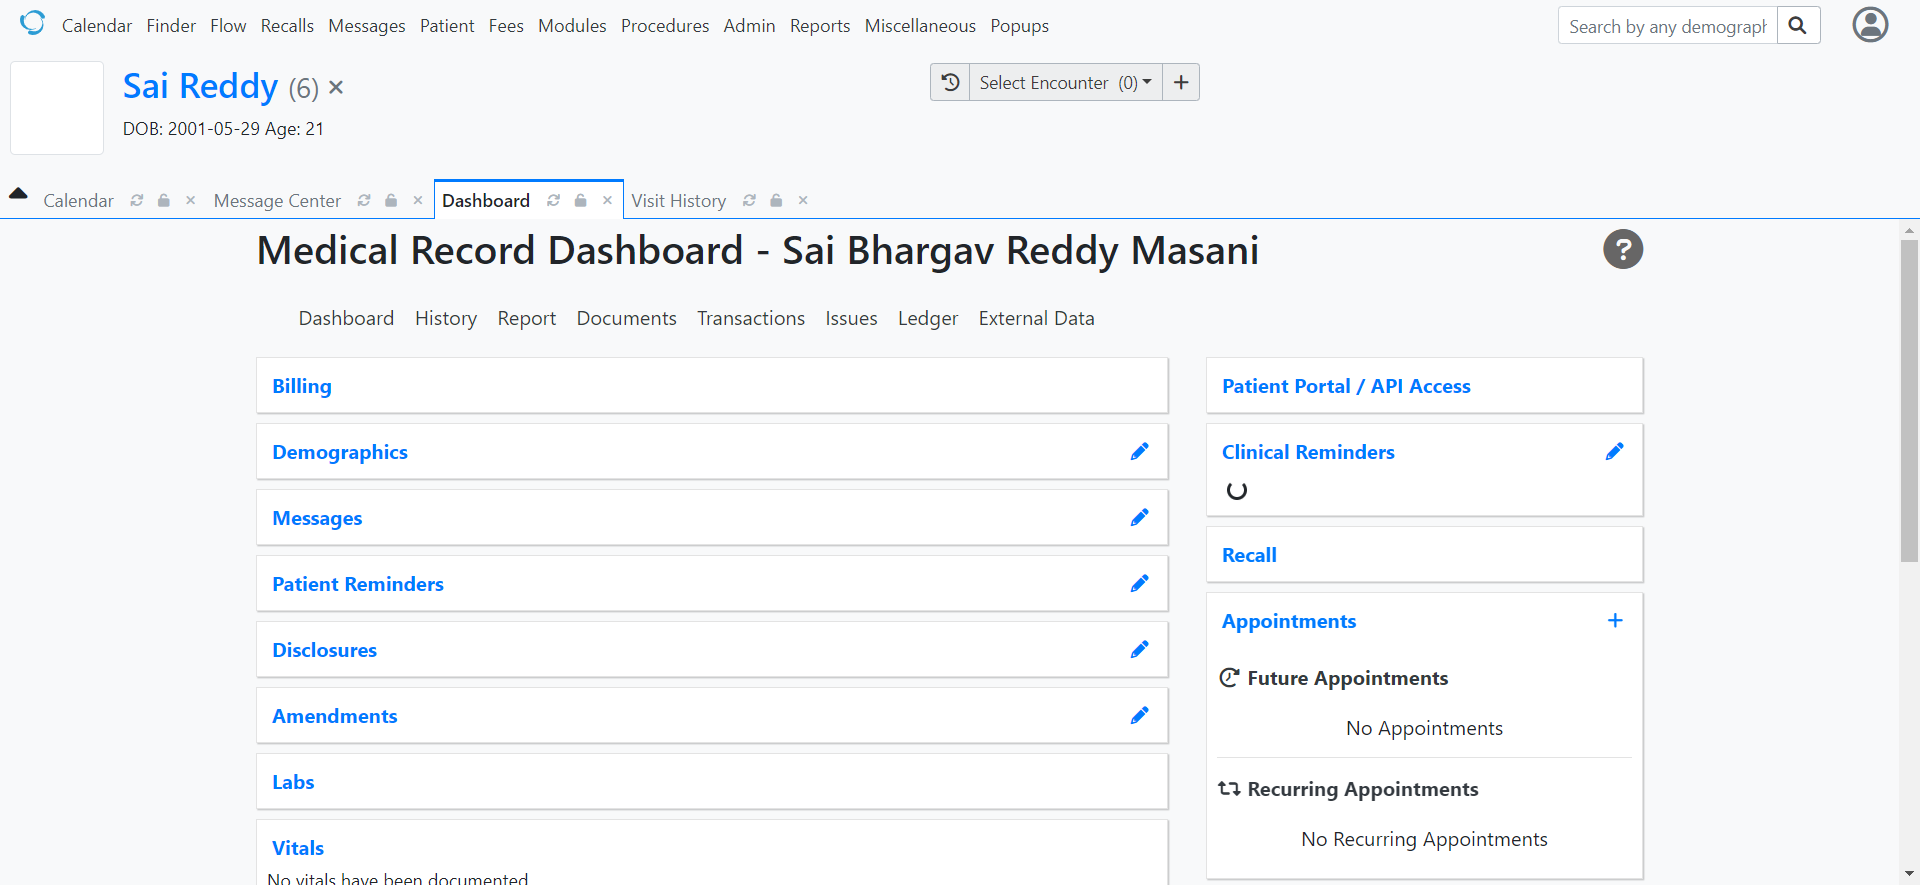 Calendar Finder Flow Recalls Messages Patient Fees Modules Procedures Admin Reports Miscellaneous Popups
Search by any demograph
Sai Reddy (6)
Select Encounter (0)
DOB: 2001-05-29 Age: 21
Calendar Message Center Dashboard Visit History
Medical Record Dashboard - Sai Bhargav Reddy Masani
?
Dashboard History Report Documents Transactions Issues Ledger External Data
Billing
Demographics
Messages
Patient Reminders
Disclosures
Amendments
Labs
Vitals
No vitals have been documented
Patient Portal / API Access
Clinical Reminders
Recall
Appointments
Future Appointments
No Appointments
Recurring Appointments
No Recurring Appointments